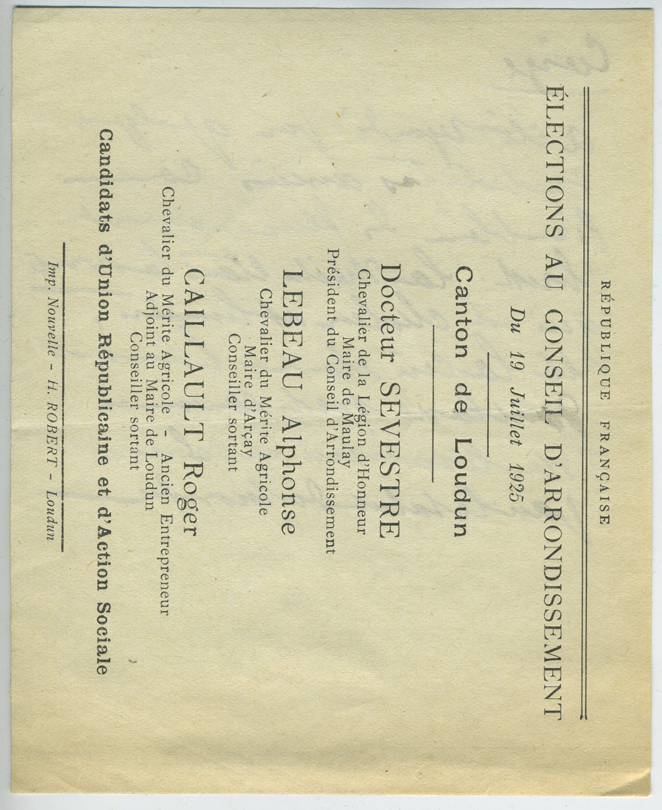 RÉPUBLIQUE FRANÇAISE
ÉLECTIONS AU CONSEIL D'ARRONDISSEMENT
Du 19 Juillet 1925
Canton de Loudun
Docteur SEVESTRE
Chevalier de la Légion d'Honneur
Maire de Maulay
Président du Conseil d'Arrondissement
LEBEAU Alphonse
Chevalier du Mérite Agricole
Maire d'Arçay
Conseiller sortant
CAILLAULT Roger
Chevalier du Mérite Agricole - Ancien Entrepreneur
Adjoint au Maire de Loudun
Conseiller sortant
Candidats d'Union Républicaine et d'Action Sociale
Imp. Nouvelle - H. ROBERT - Loudun